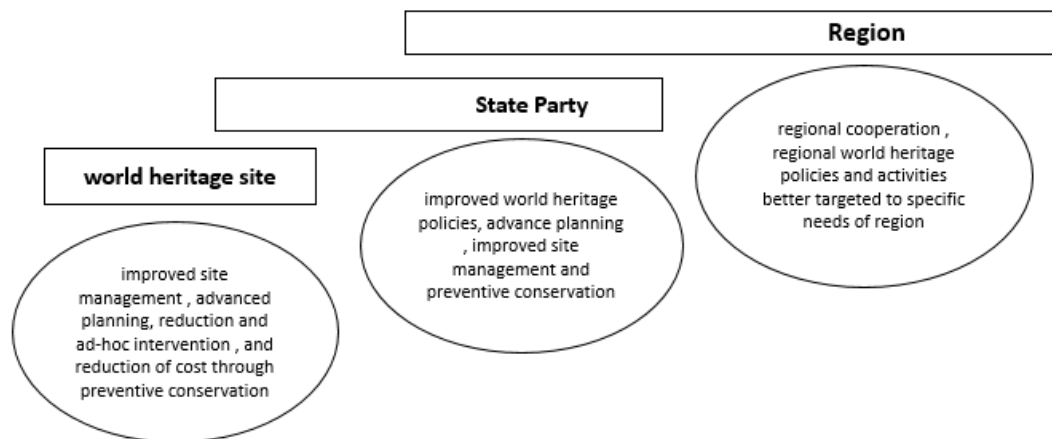 Region
State Party
world heritage site
regional cooperation ,
regional world heritage
policies and activities
better targeted to specific
needs of region
improved world heritage
policies, advance planning
, improved site
management and
preventive conservation
improved site
management , advanced
planning, reduction and
ad-hoc intervention , and
reduction of cost through
preventive conservation